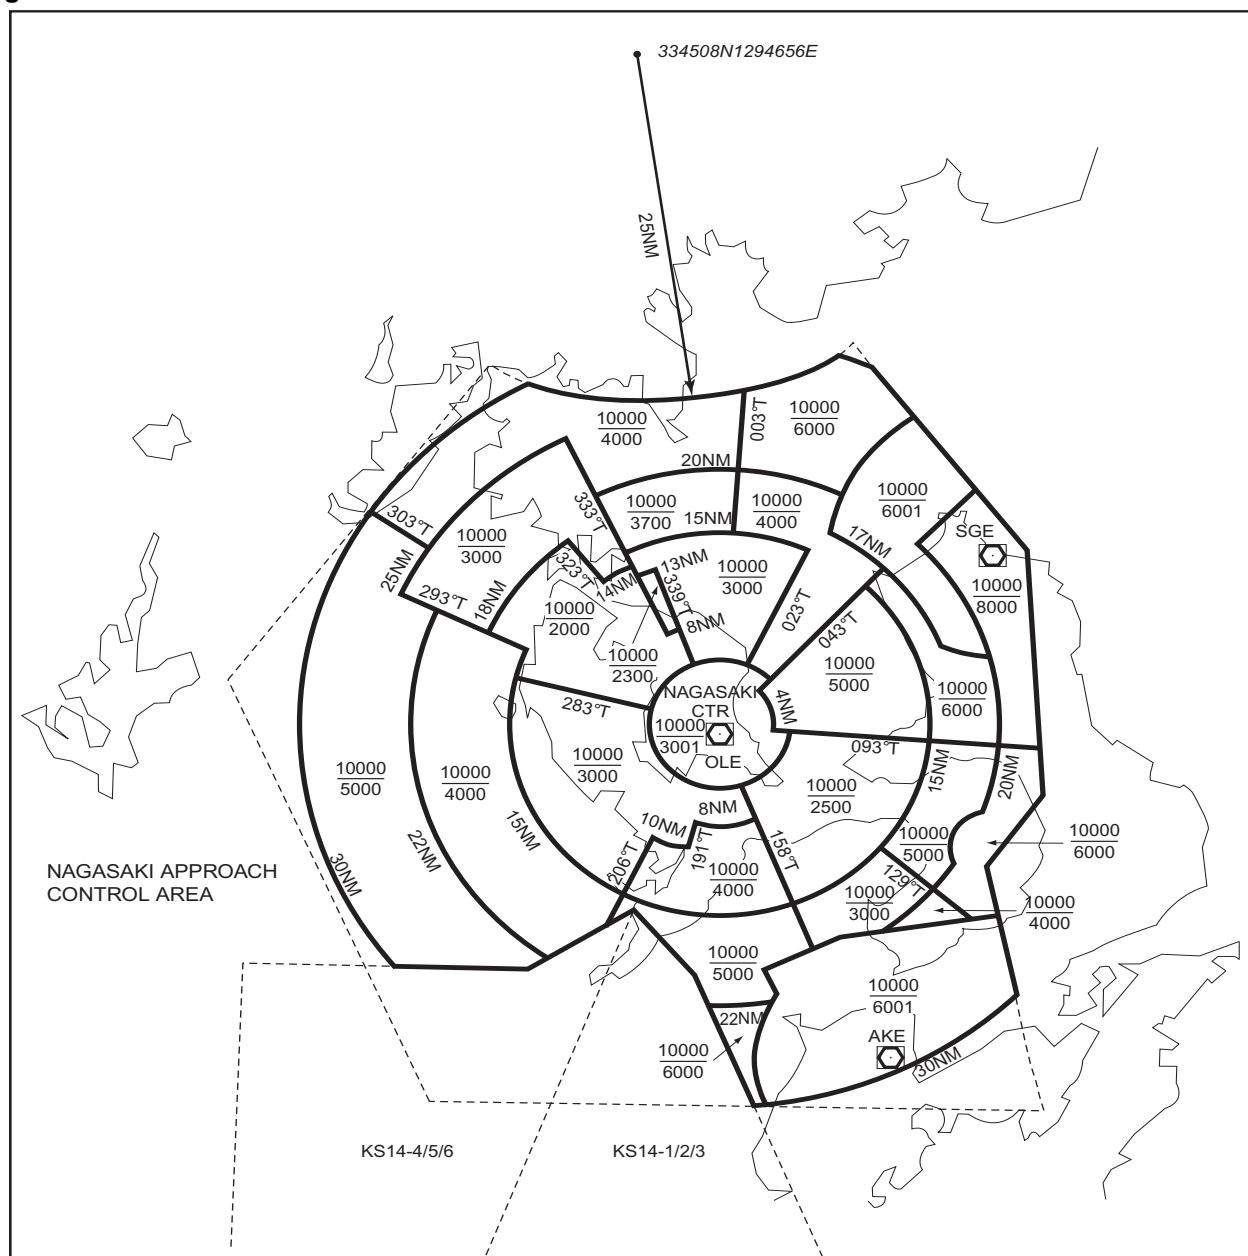 334508N1294656E
25NM
10000
4000
003°T
10000
6000
20NM
333°T
10000
3700
15NM
10000
4000
10000
6001
17NM
SGE
303°T
10000
3000
25NM
293°T
18NM
323°T
14NM
13NM
339°T
10000
3000
023°T
10000
8000
10000
2000
8NM
043°T
10000
2300
10000
5000
10000
6000
283°T
NAGASAKI
CTR
10000
3001
OLE
4NM
093°T
10000
5000
10000
4000
10000
3000
10000
2500
15NM
20NM
30NM
22NM
15NM
10NM
8NM
206°T
191°T
158°T
10000
5000
10000
6000
NAGASAKI APPROACH
CONTROL AREA
10000
4000
10000
3000
129°T
10000
4000
10000
5000
10000
6001
22NM
10000
6000
AKE
30NM
KS14-4/5/6
KS14-1/2/3